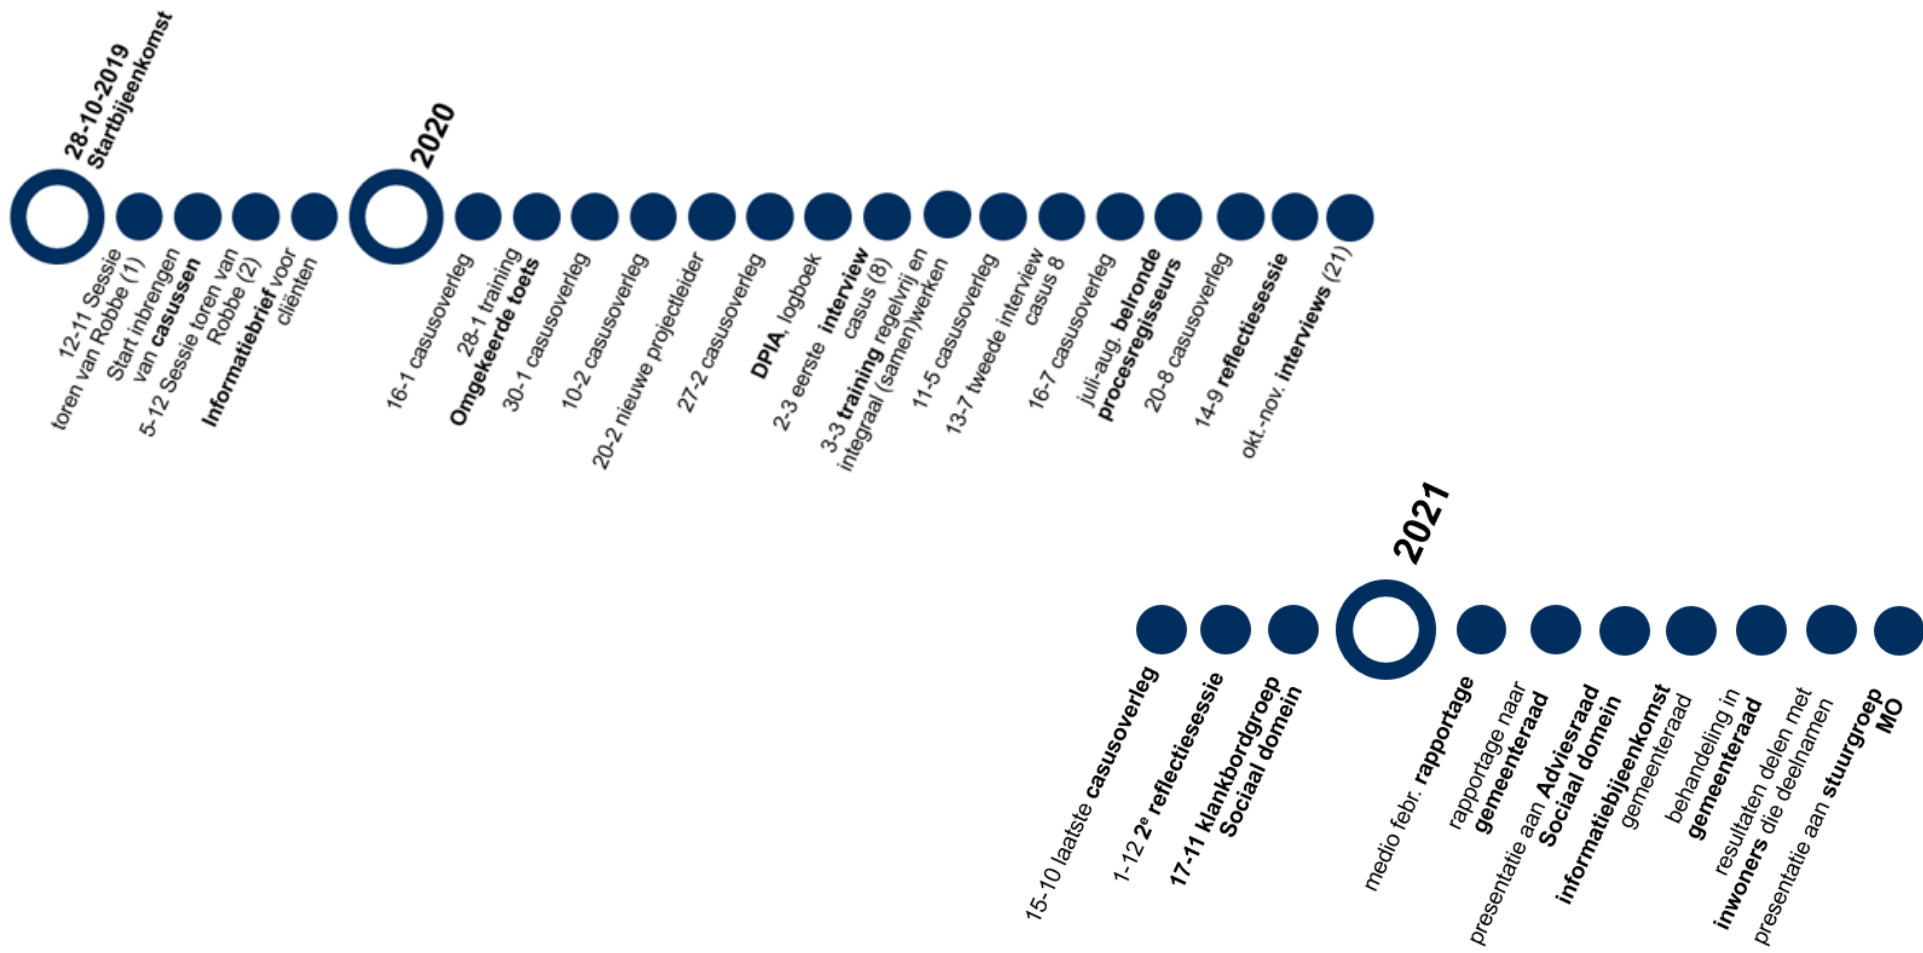 28-10-2019
Startbijeenkomst
12-11 Sessie
toren van Robbe (1)
Start inbrengen
van casussen
5-12 Sessie toren van
Robbe (2)
Informatiebrief voor
cliënten
2020
16-1 casusoverleg
28-1 training
Omgekeerde toets
30-1 casusoverleg
10-2 casusoverleg
20-2 nieuwe projectleider
27-2 casusoverleg
DPIA, logboek
2-3 eerste interview
casus (8)
3-3 training regelvrij en
integraal (samen)werken
11-5 casusoverleg
13-7 tweede interview
casus 8
16-7 casusoverleg
juli-aug. belronde
procesregisseurs
20-8 casusoverleg
14-9 reflectiesessie
okt.-nov. interviews (21)
15-10 laatste casusoverleg
1-12 2e reflectiesessie
17-11 klankbordgroep
Sociaal domein
2021
medio febr. rapportage
rapportage naar
gemeenteraad
presentatie aan Adviesraad
Sociaal domein
informatiebijeenkomst
gemeenteraad
behandeling in
gemeenteraad
resultaten delen met
inwoners die deelnamen
presentatie aan stuurgroep
MO